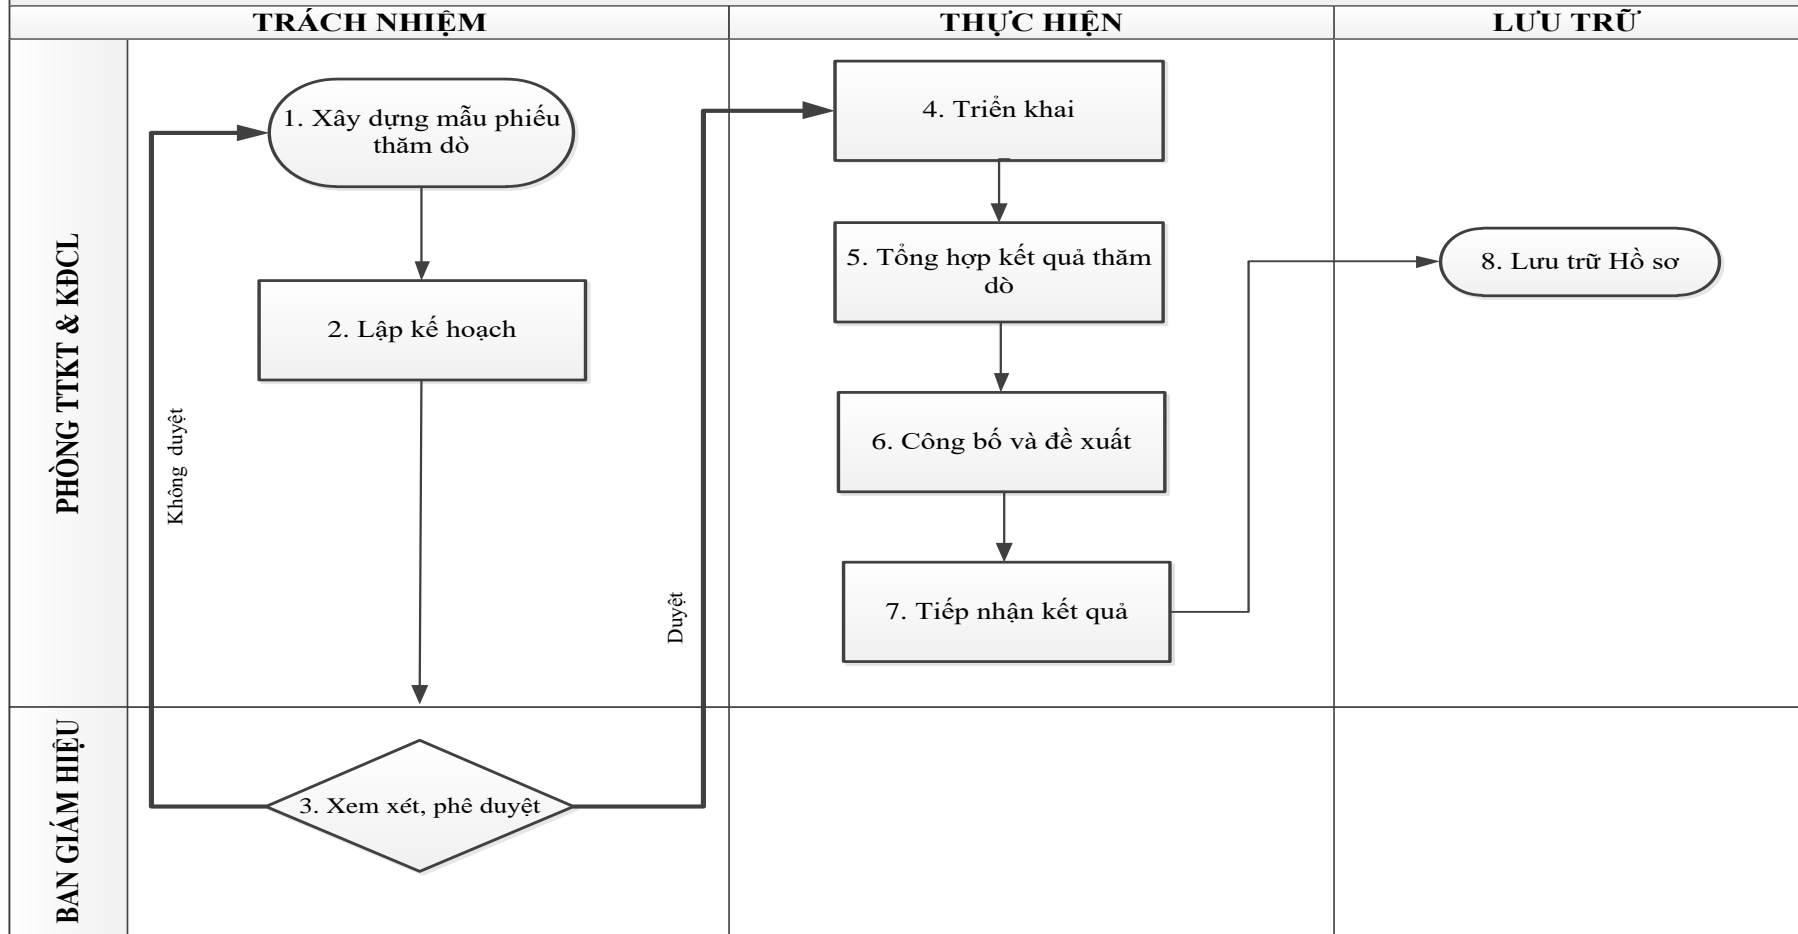 TRÁCH NHIỆM
THỰC HIỆN
LƯU TRỮ
PHÒNG TTKT & KĐCL
1. Xây dựng mẫu phiếu
thăm dò
2. Lập kế hoạch
Không duyệt
Duyệt
4. Triển khai
5. Tổng hợp kết quả thăm
dò
6. Công bố và đề xuất
7. Tiếp nhận kết quả
8. Lưu trữ Hồ sơ
BAN GIÁM HIỆU
3. Xem xét, phê duyệt